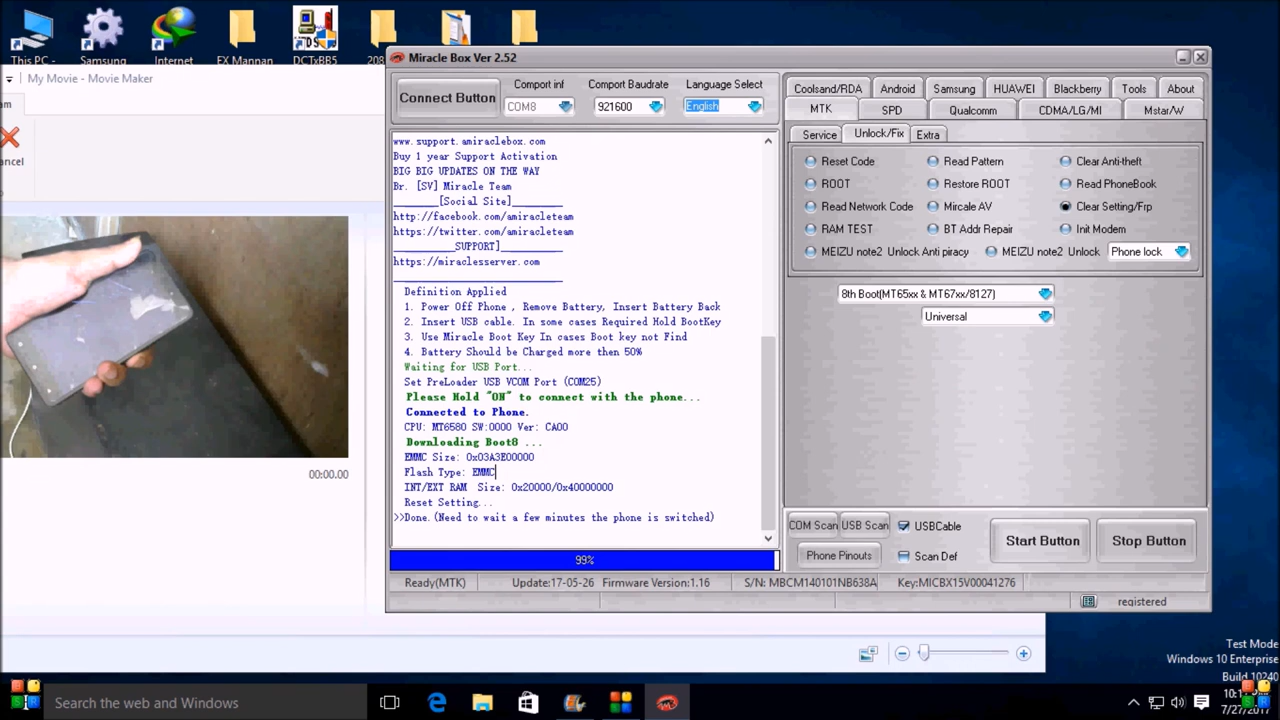 This PC -
Samsung
Internet
EX Mannan
DCTxBB5
208
My Movie - Movie Maker
Miracle Box Ver 2.52
Connect Button
Comport inf
Comport Baudrate
Language Select
COM8
921600
English
Coolsand/RDA
Android
Samsung
HUAWEI
Blackberry
Tools
About
MTK
SPD
Qualcomm
CDMA/LG/MI
Mstar/W
Service
Unlock/Fix
Extra
Reset Code
Read Pattern
Clear Anti-theft
ROOT
Restore ROOT
Read PhoneBook
Read Network Code
Mircale AV
Clear Setting/Frp
RAM TEST
BT Addr Repair
Init Modem
MEIZU note2 Unlock Anti piracy
MEIZU note2 Unlock
Phone lock
8th Boot(MT65xx & MT67xx/8127)
Universal
www.support.amiraclebox.com
Buy 1 year Support Activation
BIG BIG UPDATES ON THE WAY
Br. [SV] Miracle Team
________[Social Site]________
http://facebook.com/amiracleteam
https://twitter.com/amiracleteam
SUPPORT]
https://miraclesserver.com
Definition Applied
1. Power Off Phone , Remove Battery, Insert Battery Back
2. Insert USB cable. In some cases Required Hold BootKey
3. Use Miracle Boot Key In cases Boot key not Find
4. Battery Should be Charged more then 50%
Waiting for USB Port...
Set PreLoader USB VCOM Port (COM25)
Please Hold "ON" to connect with the phone...
Connected to Phone.
CPU: MT6580 SW:0000 Ver: CA00
Downloading Boot8 ...
EMMC Size: 0x03A3E00000
Flash Type: EMMC
INT/EXT RAM Size: 0x20000/0x40000000
Reset Setting...
>>Done.(Need to wait a few minutes the phone is switched)
99%
COM Scan
USB Scan
USBCable
Phone Pinouts
Scan Def
Start Button
Stop Button
Ready(MTK)
Update:17-05-26
Firmware Version:1.16
S/N: MBCM140101NB638A
Key:MICBX15V00041276
registered
00:00.00
Test Mode
Windows 10 Enterprise
Build 10240
Search the web and Windows
7/27/2017